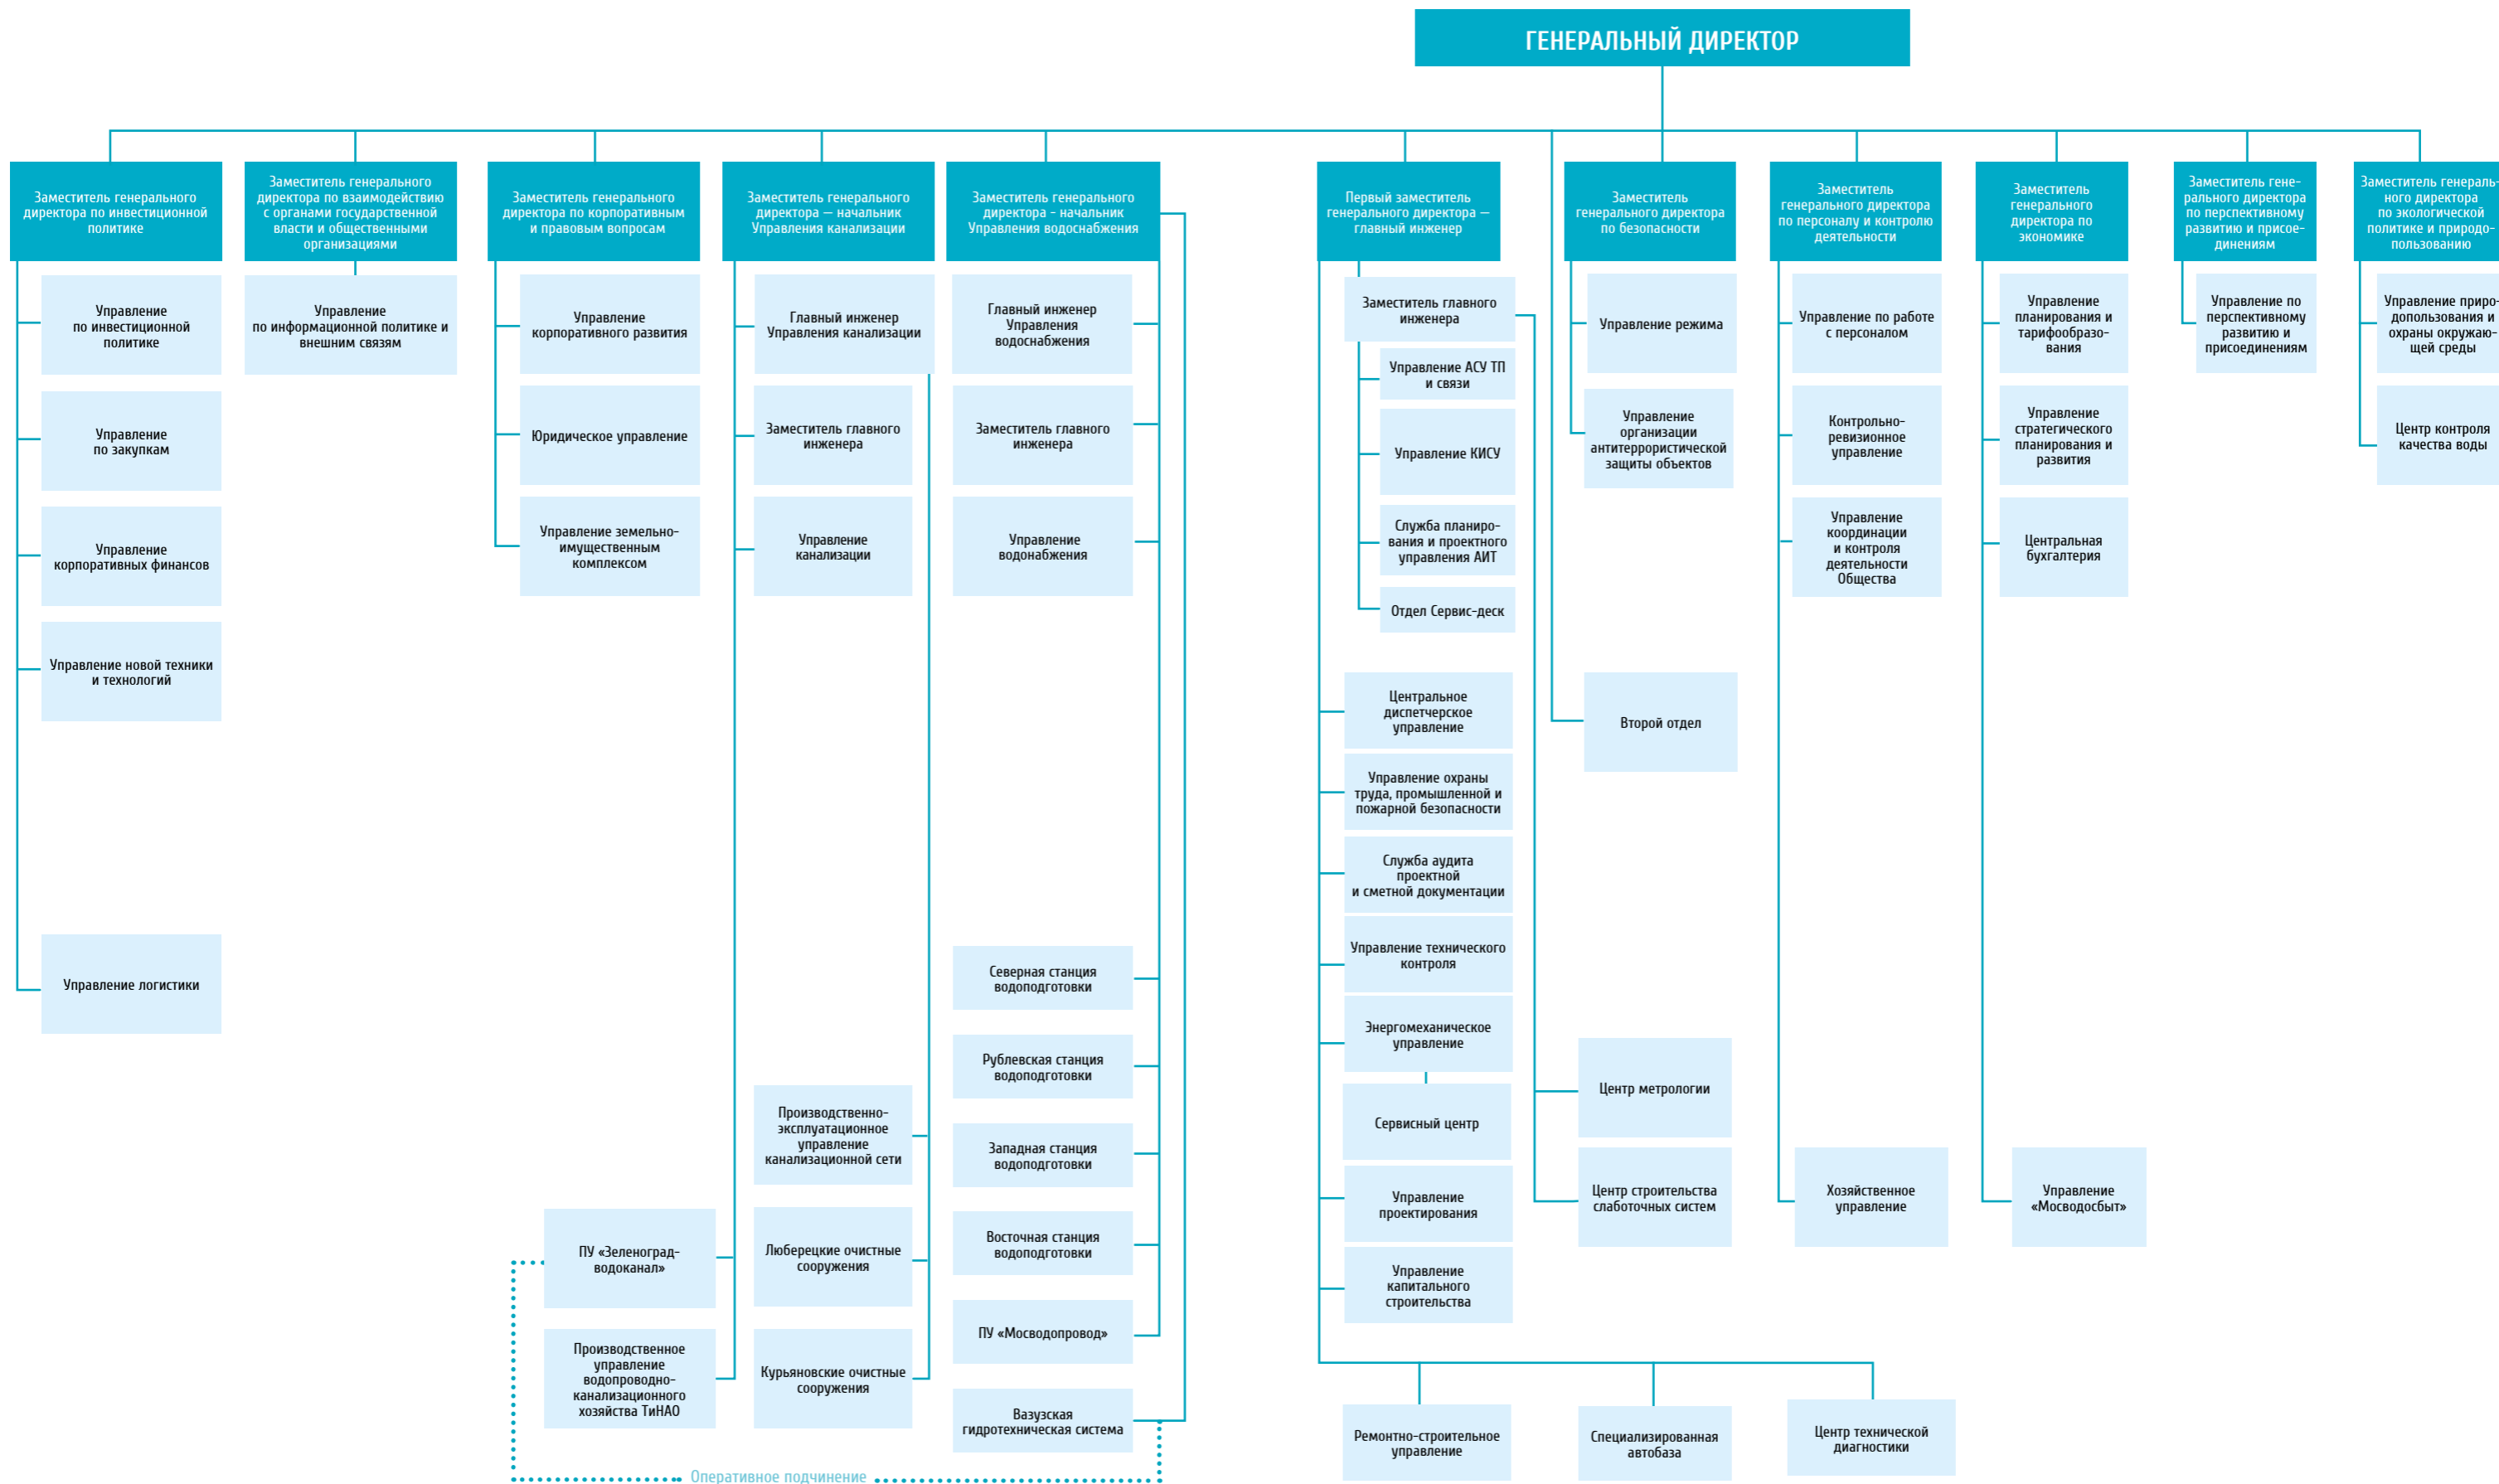 ГЕНЕРАЛЬНЫЙ ДИРЕКТОР
Заместитель генерального
директора по инвестиционной
политике
Управление
по инвестиционной
политике
Управление
по закупкам
Управление
корпоративных финансов
Управление новой техники
и технологий
Управление логистики
Заместитель генерального
директора по взаимодействию
с органами государственной
власти и общественными
организациями
Управление
по информационной политике и
внешним связям
Заместитель генерального
директора по корпоративным
и правовым вопросам
Управление
корпоративного развития
Юридическое управление
Управление земельно-
имущественным
комплексом
Заместитель генерального
директора — начальник
Управления канализации
Главный инженер
Управления канализации
Заместитель главного
инженера
Управление
канализации
Производственно-
эксплуатационное
управление
канализационной сети
Люберецкие очистные
сооружения
Курьяновские очистные
сооружения
ПУ «Зеленоград-
водоканал»
Производственное
управление
водопроводно-
канализационного
хозяйства ТиНАО
Заместитель генерального
директора - начальник
Управления водоснабжения
Главный инженер
Управления
водоснабжения
Заместитель главного
инженера
Управление
водонабжения
Северная станция
водоподготовки
Рублевская станция
водоподготовки
Западная станция
водоподготовки
Восточная станция
водоподготовки
ПУ «Мосводопровод»
Вазузская
гидротехническая система
Оперативное подчинение
Первый заместитель
генерального директора —
главный инженер
Заместитель главного
инженера
Управление АСУ ТП
и связи
Управление КИСУ
Служба планиро-
вания и проектного
управления АИТ
Отдел Сервис-деск
Центральное
диспетчерское
управление
Управление охраны
труда, промышленной и
пожарной безопасности
Служба аудита
проектной
и сметной документации
Управление технического
контроля
Энергомеханическое
управление
Сервисный центр
Управление
проектирования
Управление
капитального
строительства
Ремонтно-строительное
управление
Специализированная
автобаза
Центр технической
диагностики
Заместитель
генерального директора
по безопасности
Управление режима
Управление
организации
антитеррористической
защиты объектов
Второй отдел
Центр метрологии
Центр строительства
слаботочных систем
Заместитель
генерального директора
по персоналу и контролю
деятельности
Управление по работе
с персоналом
Контрольно-
ревизионное
управление
Управление
координации
и контроля
деятельности
Общества
Хозяйственное
управление
Заместитель
генерального
директора по
экономике
Управление
планирования и
тарифообразо-
вания
Управление
стратегического
планирования и
развития
Центральная
бухгалтерия
Управление
«Мосводосбыт»
Заместитель гене-
рального директора
по перспективному
развитию и присое-
динениям
Управление по
перспективному
развитию и
присоединениям
Заместитель генераль-
ного директора
по экологической
политике и природо-
пользованию
Управление приро-
допользования и
охраны окружаю-
щей среды
Центр контроля
качества воды